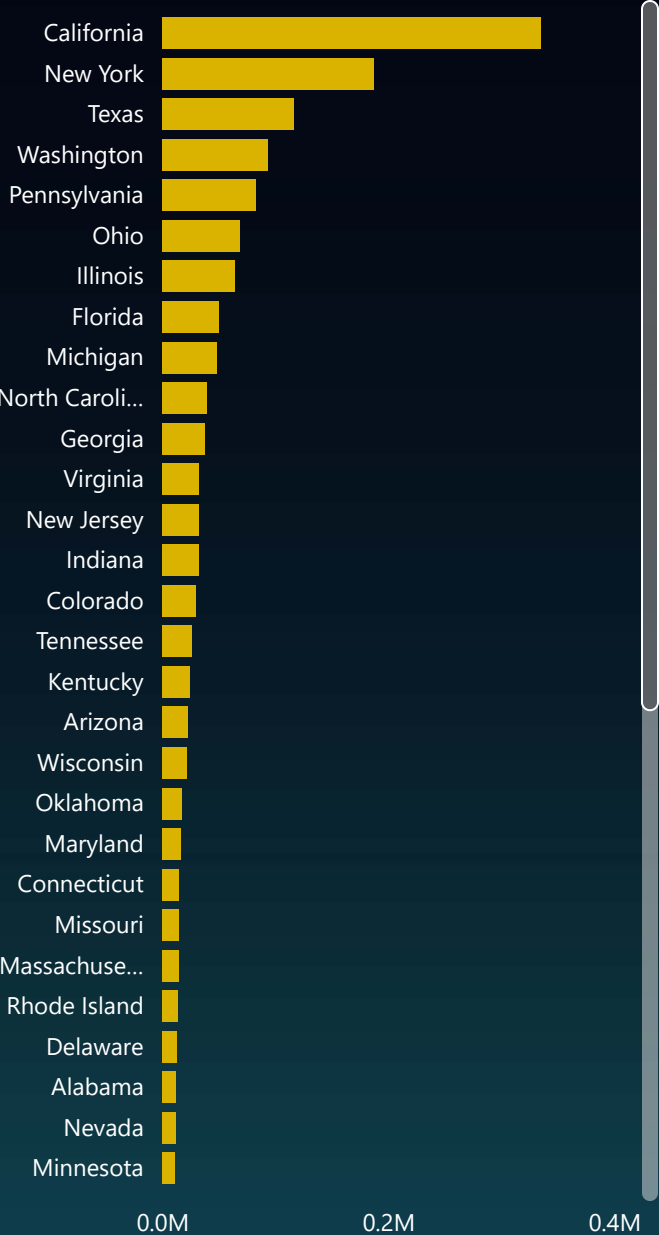 California
New York
Texas
Washington
Pennsylvania
Ohio
Illinois
Florida
Michigan
North Caroli...
Georgia
Virginia
New Jersey
Indiana
Colorado
Tennessee
Kentucky
Arizona
Wisconsin
Oklahoma
Maryland
Connecticut
Missouri
Massachuse...
Rhode Island
Delaware
Alabama
Nevada
Minnesota
0.0M 0.2M 0.4M